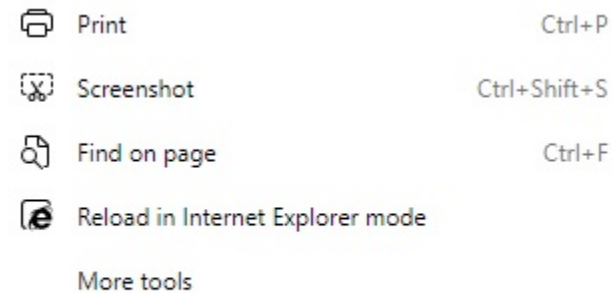 Print Ctrl+P
Screenshot Ctrl+Shift+S
Find on page Ctrl+F
Reload in Internet Explorer mode
More tools